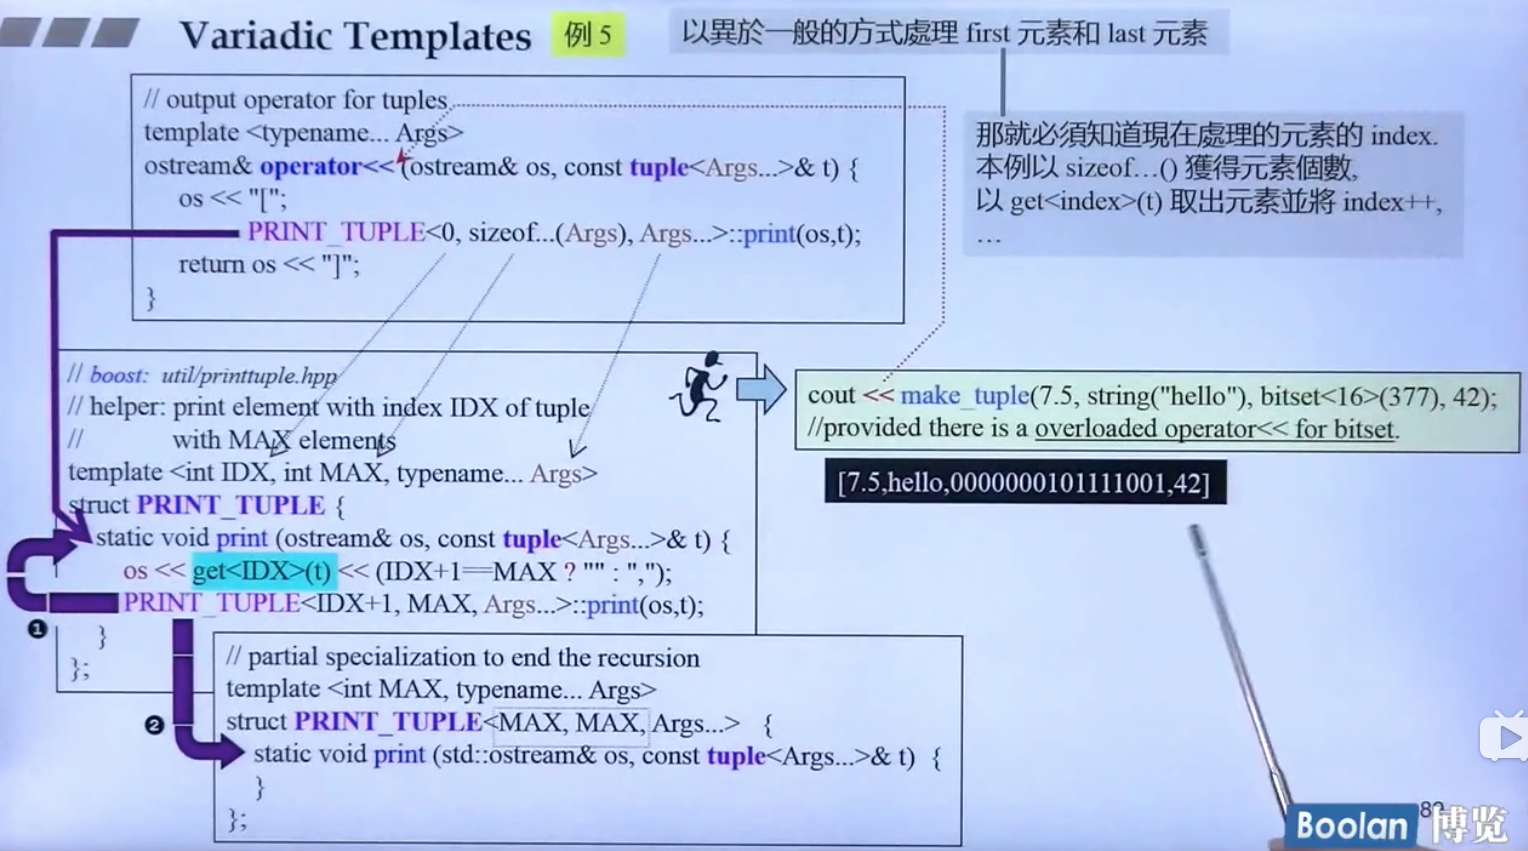 Variadic Templates 例 5 以異於一般的方式處理 first 元素和 last 元素
// output operator for tuples
template <typename... Args>
ostream& operator<< (ostream& os, const tuple<Args...>& t) {
os << "[";
PRINT_TUPLE<0, sizeof...(Args), Args...>::print(os,t);
return os << "]";
}
那就必須知道現在處理的元素的 index.
本例以 sizeof…() 獲得元素個數,
以 get<index>(t) 取出元素並將 index++,
…
// boost: util/printtuple.hpp
// helper: print element with index IDX of tuple
// with MAX elements
template <int IDX, int MAX, typename... Args>
struct PRINT_TUPLE {
static void print (ostream& os, const tuple<Args...>& t) {
os << get<IDX>(t) << (IDX+1==MAX ? "" : ",");
PRINT_TUPLE<IDX+1, MAX, Args...>::print(os,t);
}
};
❶
cout << make_tuple(7.5, string("hello"), bitset<16>(377), 42);
//provided there is a overloaded operator<< for bitset.
[7.5,hello,0000000101111001,42]
❷
// partial specialization to end the recursion
template <int MAX, typename... Args>
struct PRINT_TUPLE<MAX, MAX, Args...> {
static void print (std::ostream& os, const tuple<Args...>& t) {
}
};
Boolan 博览